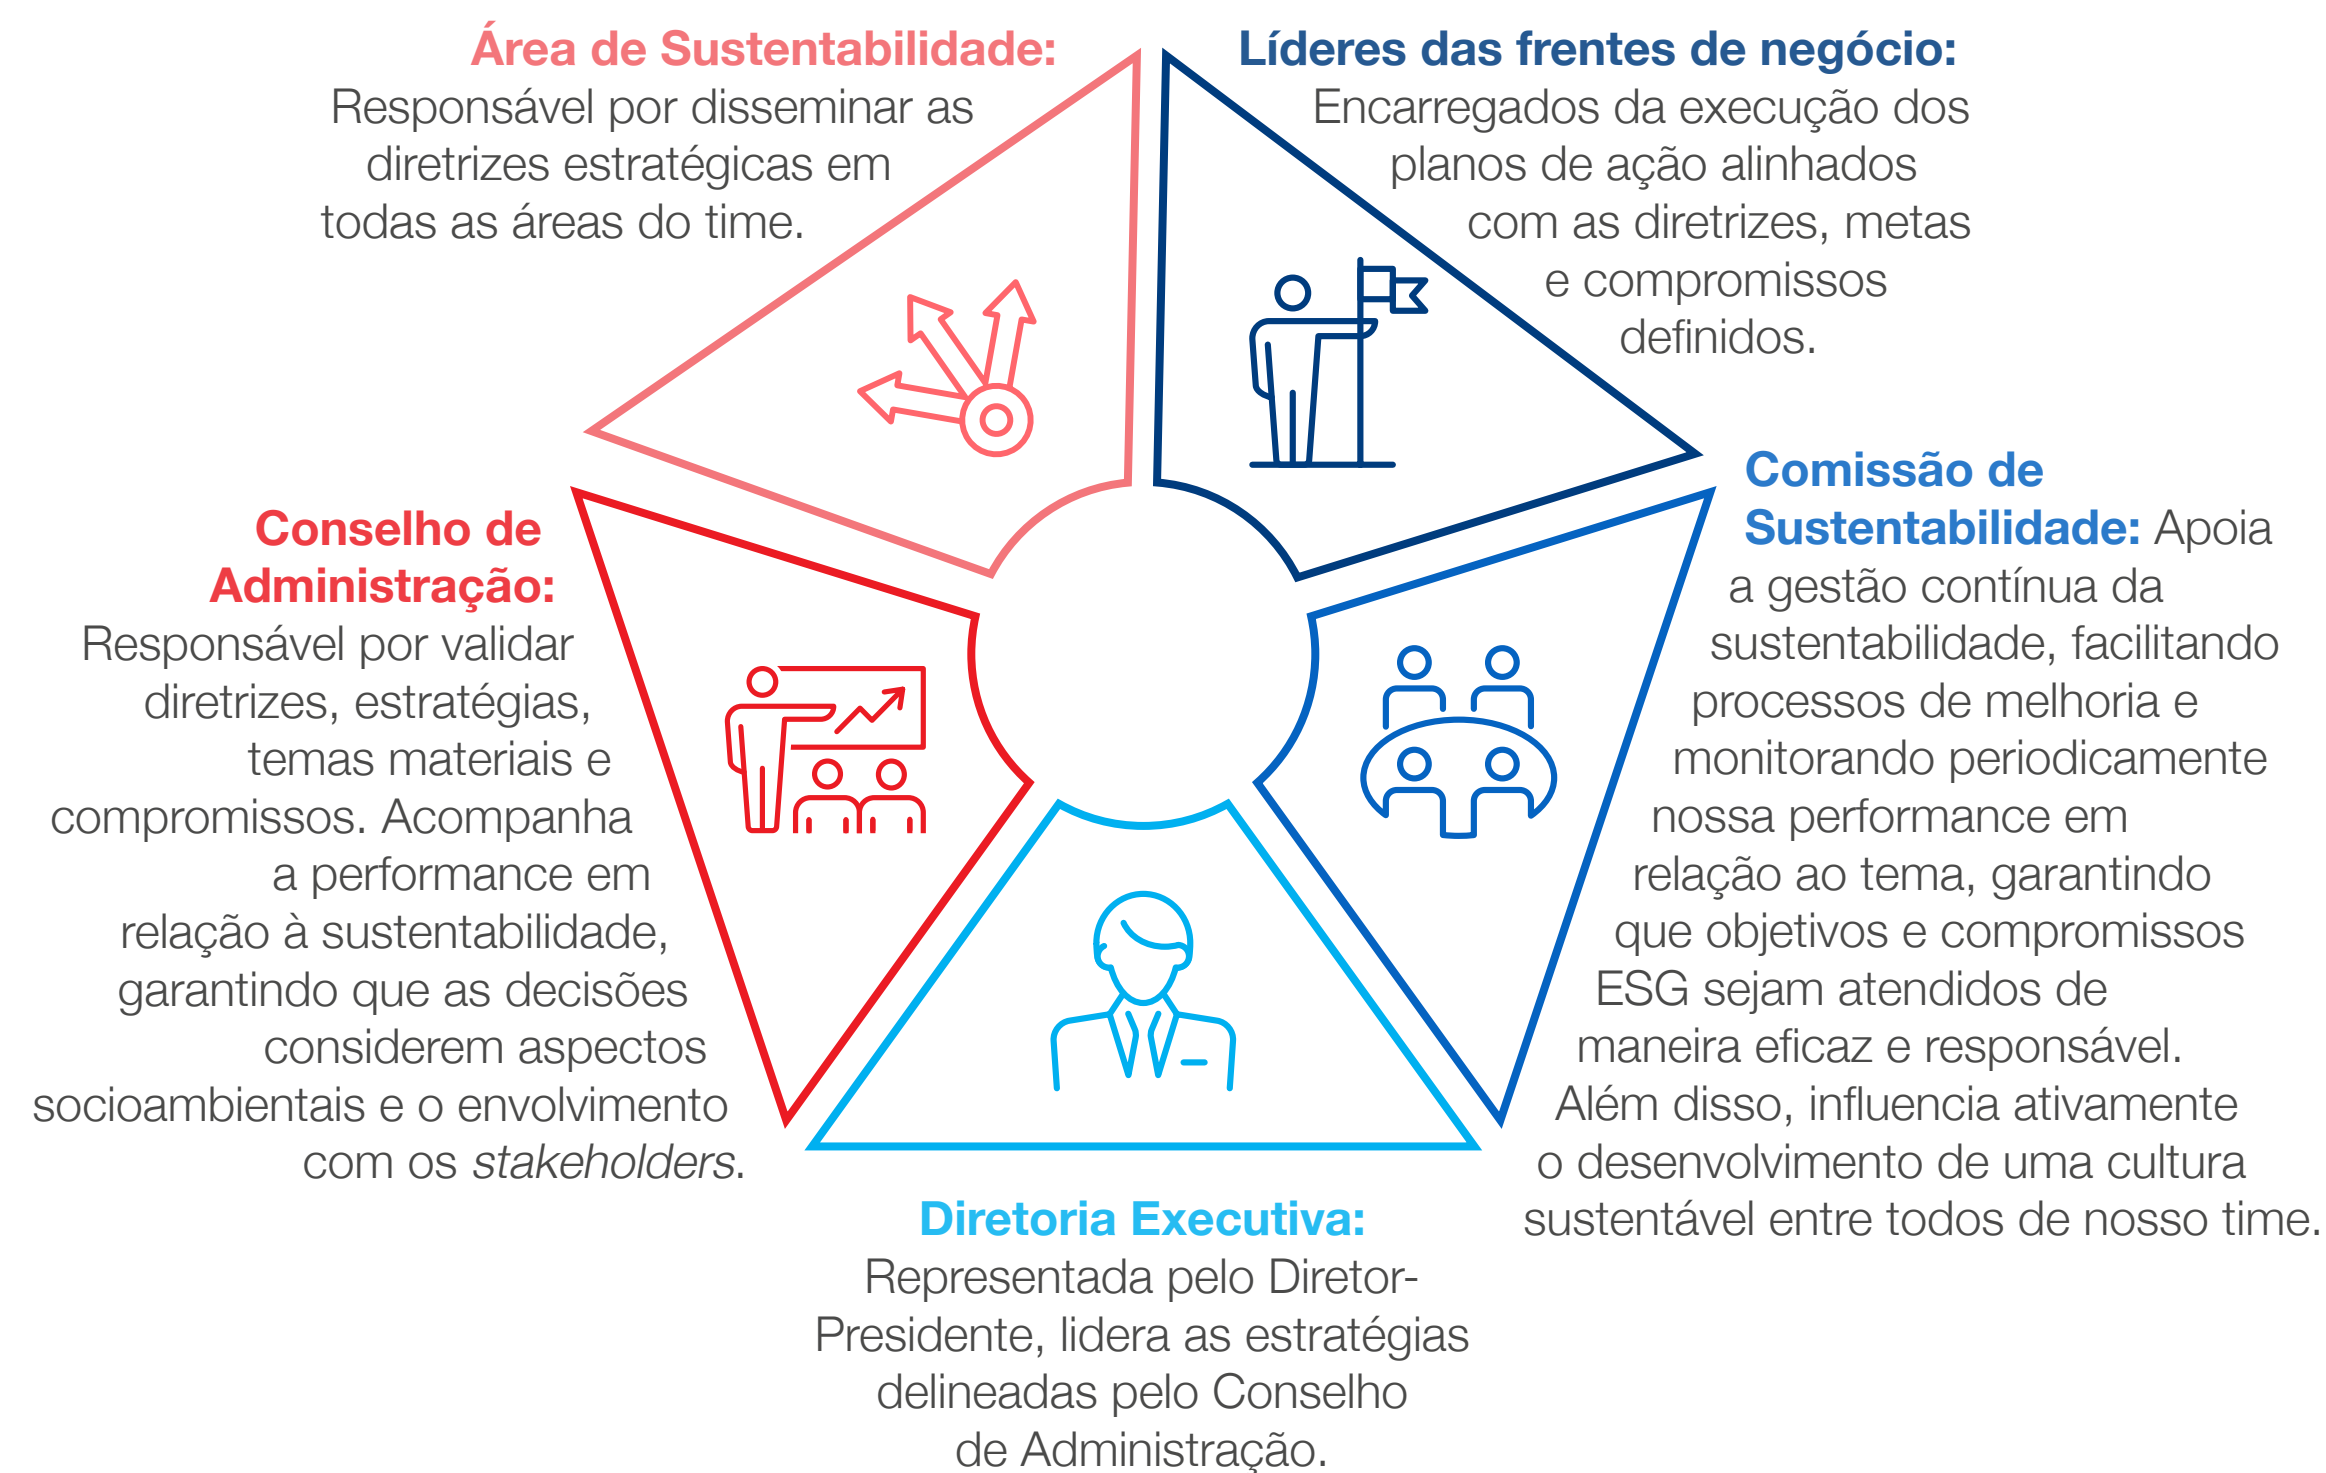 Área de Sustentabilidade:
Responsável por disseminar as
diretrizes estratégicas em
todas as áreas do time.
Líderes das frentes de negócio:
Encarregados da execução dos
planos de ação alinhados
com as diretrizes, metas
e compromissos
definidos.
Conselho de
Administração:
Responsável por validar
diretrizes, estratégias,
temas materiais e
compromissos. Acompanha
a performance em
relação à sustentabilidade,
garantindo que as decisões
considerem aspectos
socioambientais e o envolvimento
com os stakeholders.
Comissão de
Sustentabilidade: Apoia
a gestão contínua da
sustentabilidade, facilitando
processos de melhoria e
monitorando periodicamente
nossa performance em
relação ao tema, garantindo
que objetivos e compromissos
ESG sejam atendidos de
maneira eficaz e responsável.
Além disso, influencia ativamente
o desenvolvimento de uma cultura
sustentável entre todos de nosso time.
Diretoria Executiva:
Representada pelo Diretor-
Presidente, lidera as estratégias
delineadas pelo Conselho
de Administração.